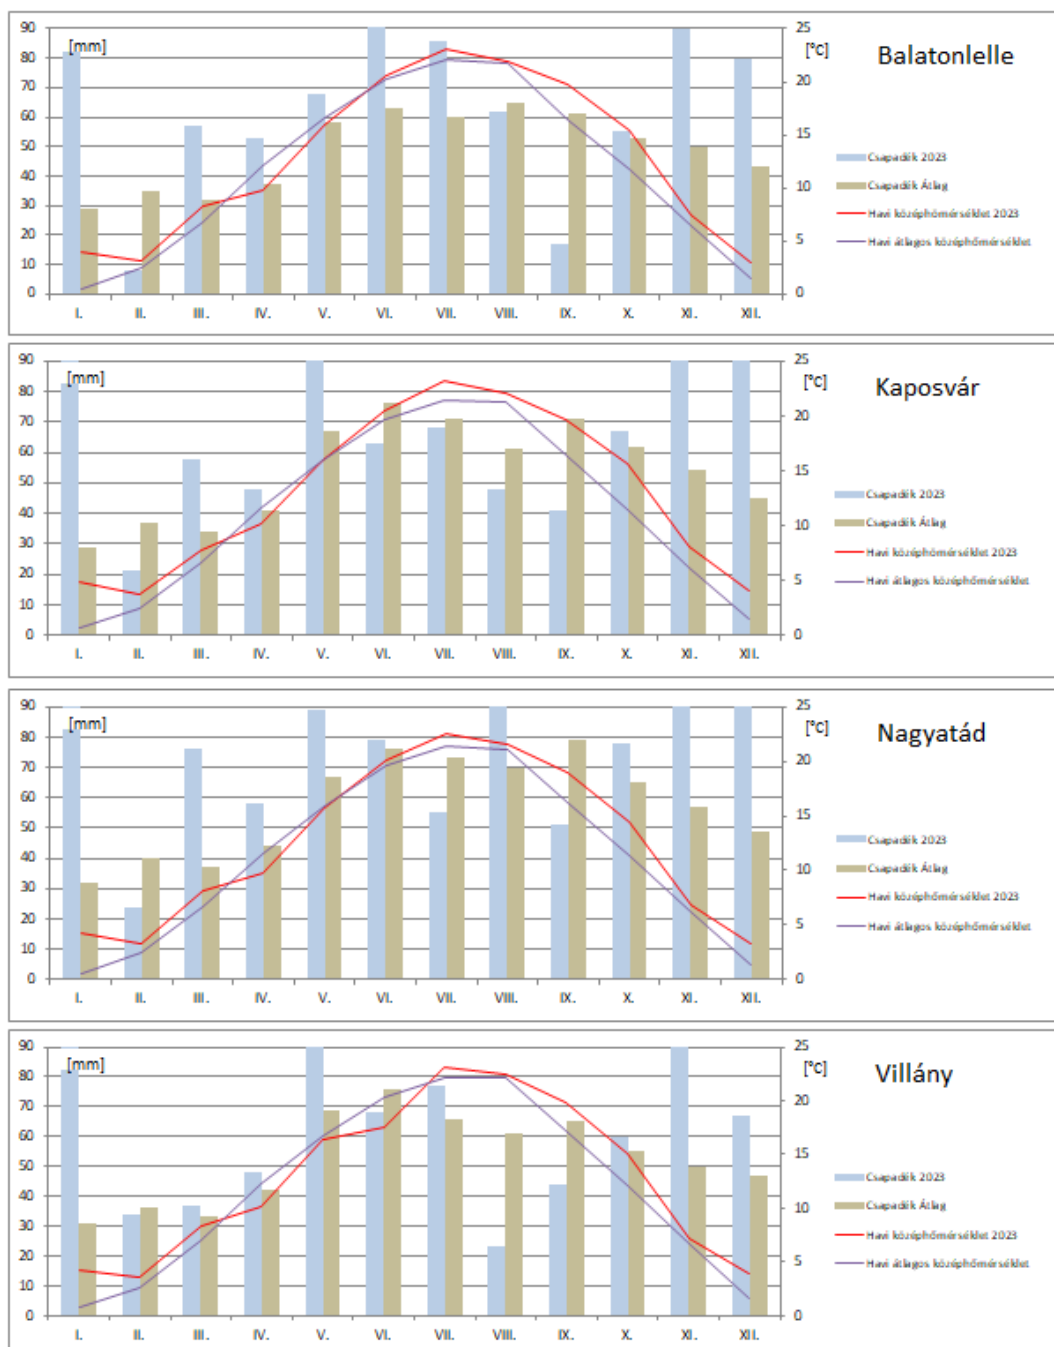 Balatonlelle
[mm]
[°C]
90
80
70
60
50
40
30
20
10
0
25
20
15
10
5
0
I. II. III. IV. V. VI. VII. VIII. IX. X. XI. XII.
Csapadék 2023
Csapadék Átlag
Havi középhőmérséklet 2023
Havi átlagos középhőmérséklet
Kaposvár
[mm]
[°C]
90
80
70
60
50
40
30
20
10
0
25
20
15
10
5
0
I. II. III. IV. V. VI. VII. VIII. IX. X. XI. XII.
Csapadék 2023
Csapadék Átlag
Havi középhőmérséklet 2023
Havi átlagos középhőmérséklet
Nagyatád
[mm]
[°C]
90
80
70
60
50
40
30
20
10
0
25
20
15
10
5
0
I. II. III. IV. V. VI. VII. VIII. IX. X. XI. XII.
Csapadék 2023
Csapadék Átlag
Havi középhőmérséklet 2023
Havi átlagos középhőmérséklet
Villány
[mm]
[°C]
90
80
70
60
50
40
30
20
10
0
25
20
15
10
5
0
I. II. III. IV. V. VI. VII. VIII. IX. X. XI. XII.
Csapadék 2023
Csapadék Átlag
Havi középhőmérséklet 2023
Havi átlagos középhőmérséklet